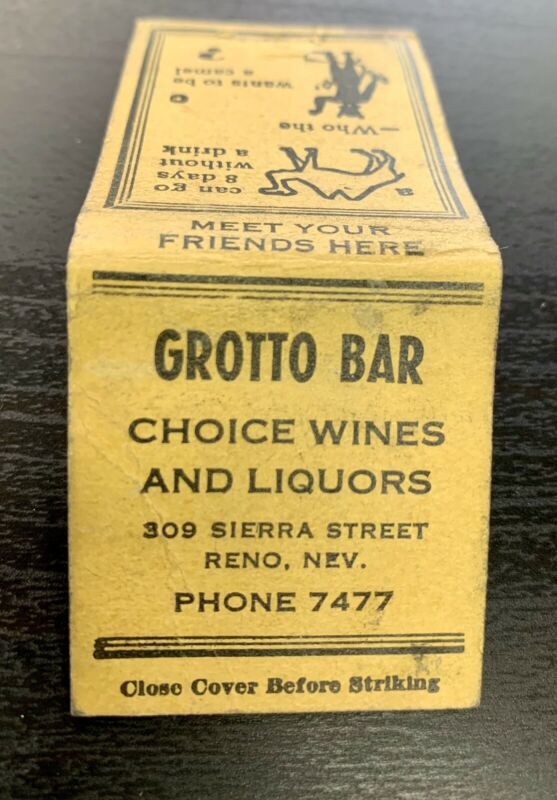 a
can go
8 days
without
a drink
—Who the
wants to be
a camel
MEET YOUR
FRIENDS HERE
GROTTO BAR
CHOICE WINES
AND LIQUORS
309 SIERRA STREET
RENO, NEV.
PHONE 7477
Close Cover Before Striking